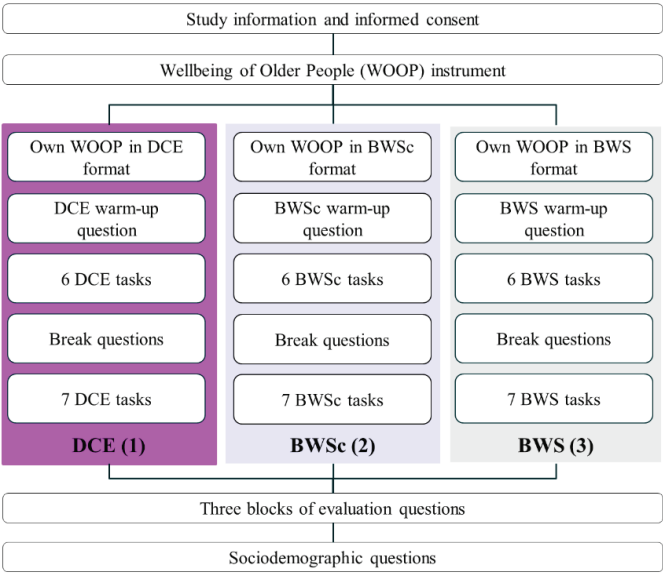 Study information and informed consent
Wellbeing of Older People (WOOP) instrument
Own WOOP in DCE
format
DCE warm-up
question
6 DCE tasks
Break questions
7 DCE tasks
DCE (1)
Own WOOP in BWSc
format
BWSc warm-up
question
6 BWSc tasks
Break questions
7 BWSc tasks
BWSc (2)
Own WOOP in BWS
format
BWS warm-up
question
6 BWS tasks
Break questions
7 BWS tasks
BWS (3)
Three blocks of evaluation questions
Sociodemographic questions